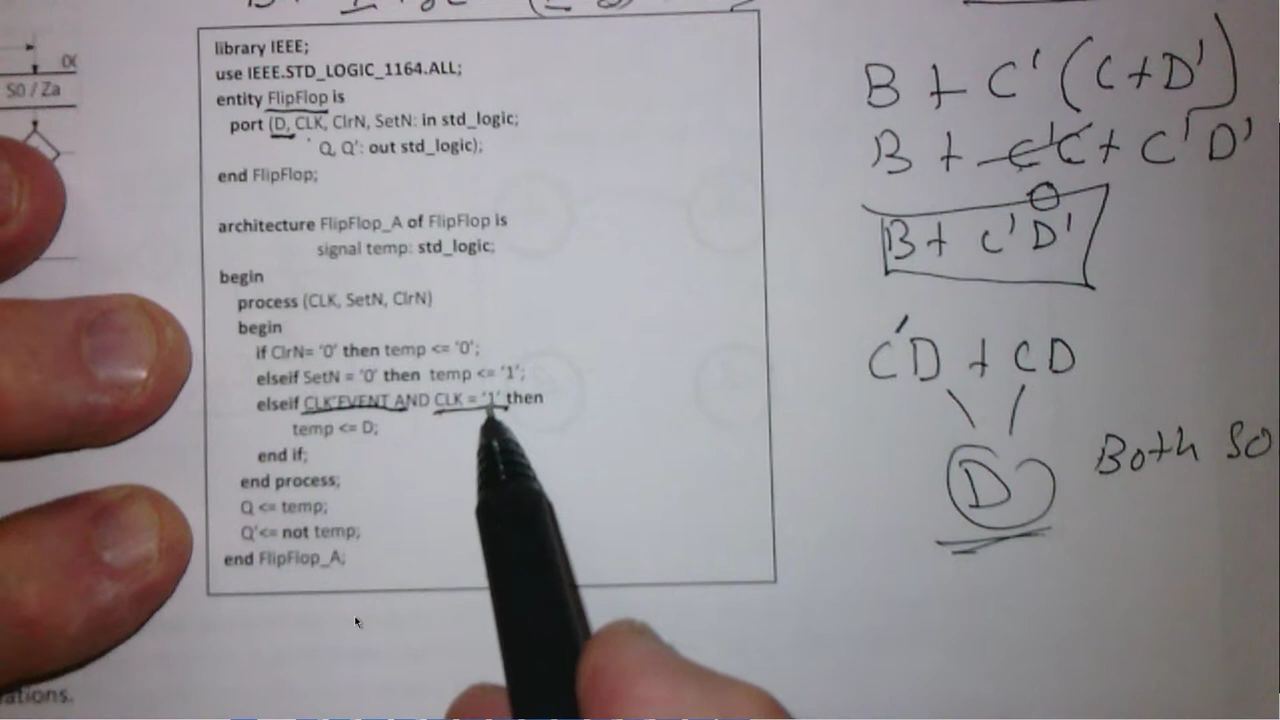 library IEEE;
use IEEE.STD_LOGIC_1164.ALL;
entity FlipFlop is
port (D, CLK, ClrN, SetN: in std_logic;
Q, Q': out std_logic);
end FlipFlop;
architecture FlipFlop_A of FlipFlop is
signal temp: std_logic;
begin
process (CLK, SetN, ClrN)
begin
if ClrN= '0' then temp <= '0';
elseif SetN = '0' then temp <= '1';
elseif CLK'EVENT AND CLK = '1' then
temp <= D;
end if;
end process;
Q <= temp;
Q'<= not temp;
end FlipFlop_A;
S0 / Za
ations.
B + C' (C+D')
B + C'C + C'D'
0
B + C'D'
C'D + CD
D
Both SO